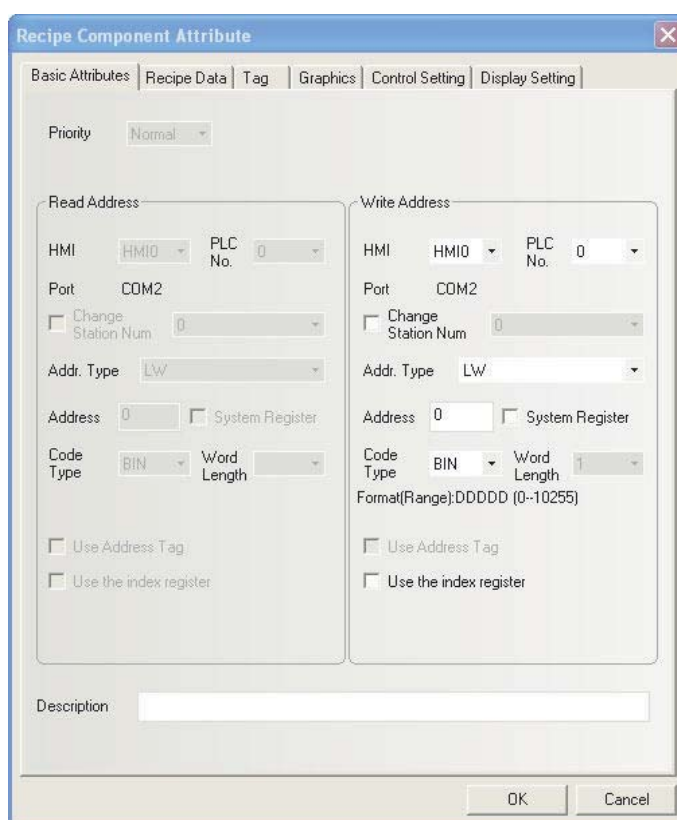 Recipe Component Attribute
Basic Attributes Recipe Data Tag Graphics Control Setting Display Setting
Priority Normal
Read Address
HMI HMI0 PLC No. 0
Port COM2
Change Station Num 0
Addr. Type LW
Address 0 System Register
Code Type BIN Word Length
Use Address Tag
Use the index register
Write Address
HMI HMI0 PLC No. 0
Port COM2
Change Station Num 0
Addr. Type LW
Address 0 System Register
Code Type BIN Word Length 1
Format(Range):DDDDD (0--10255)
Use Address Tag
Use the index register
Description
OK Cancel